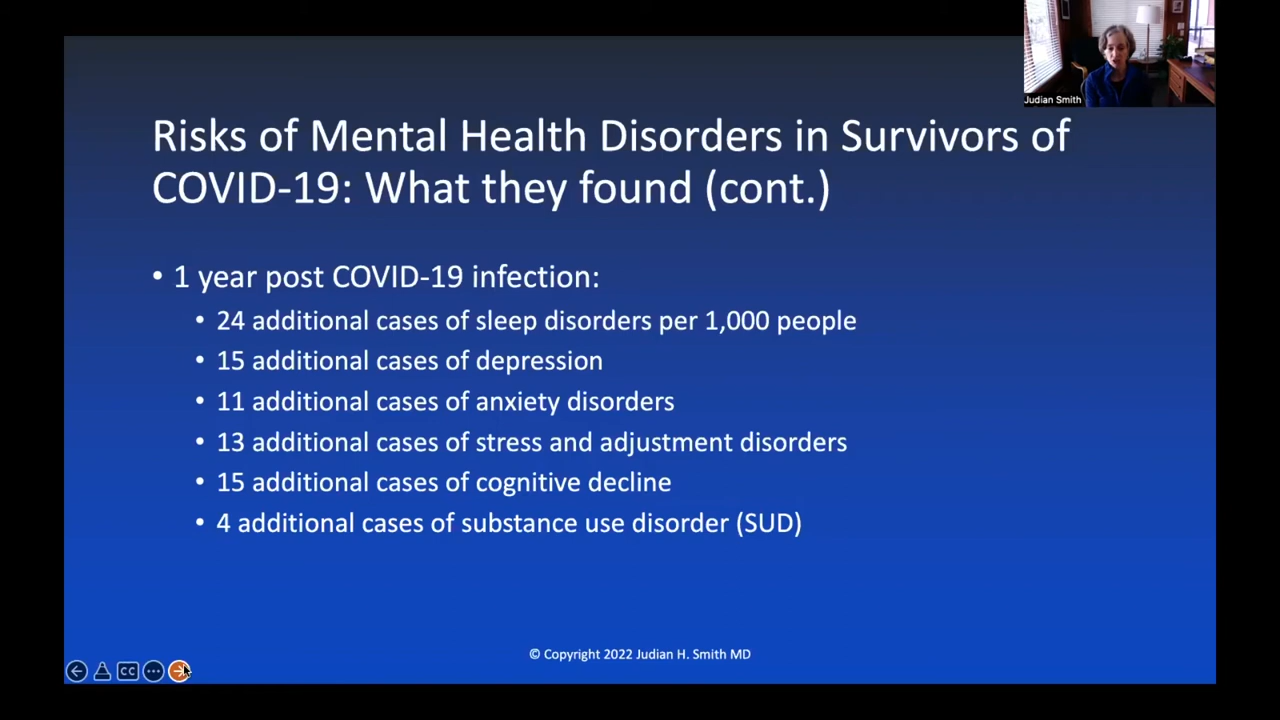 Judian Smith
Risks of Mental Health Disorders in Survivors of
COVID-19: What they found (cont.)
• 1 year post COVID-19 infection:
• 24 additional cases of sleep disorders per 1,000 people
• 15 additional cases of depression
• 11 additional cases of anxiety disorders
• 13 additional cases of stress and adjustment disorders
• 15 additional cases of cognitive decline
• 4 additional cases of substance use disorder (SUD)
© Copyright 2022 Judian H. Smith MD
CC